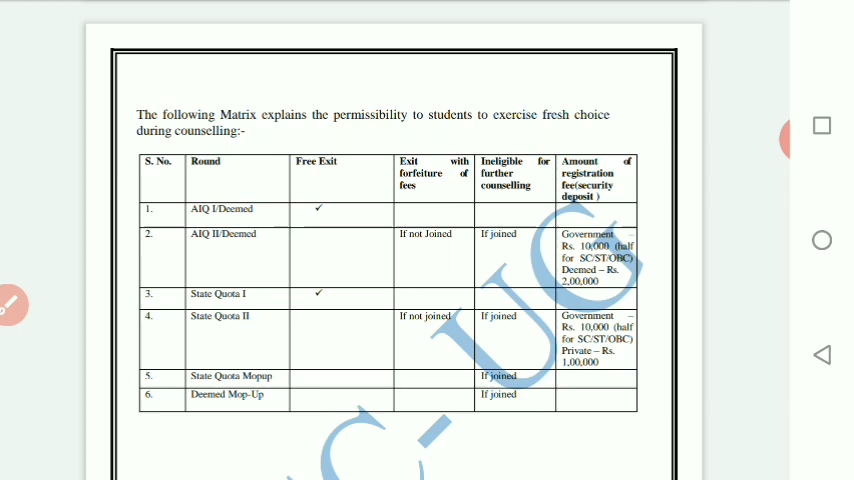 The following Matrix explains the permissibility to students to exercise fresh choice
during counselling:-
S. No. Round Free Exit Exit with forfeiture of fees Ineligible for further counselling Amount of registration fee(security deposit )
1. AIQ I/Deemed ✓
2. AIQ II/Deemed If not Joined If joined Government – Rs. 10,000 (half for SC/ST/OBC) Deemed – Rs. 2,00,000
3. State Quota I ✓
4. State Quota II If not joined If joined Government – Rs. 10,000 (half for SC/ST/OBC) Private – Rs. 1,00,000
5. State Quota Mopup If joined
6. Deemed Mop-Up If joined
C-UG